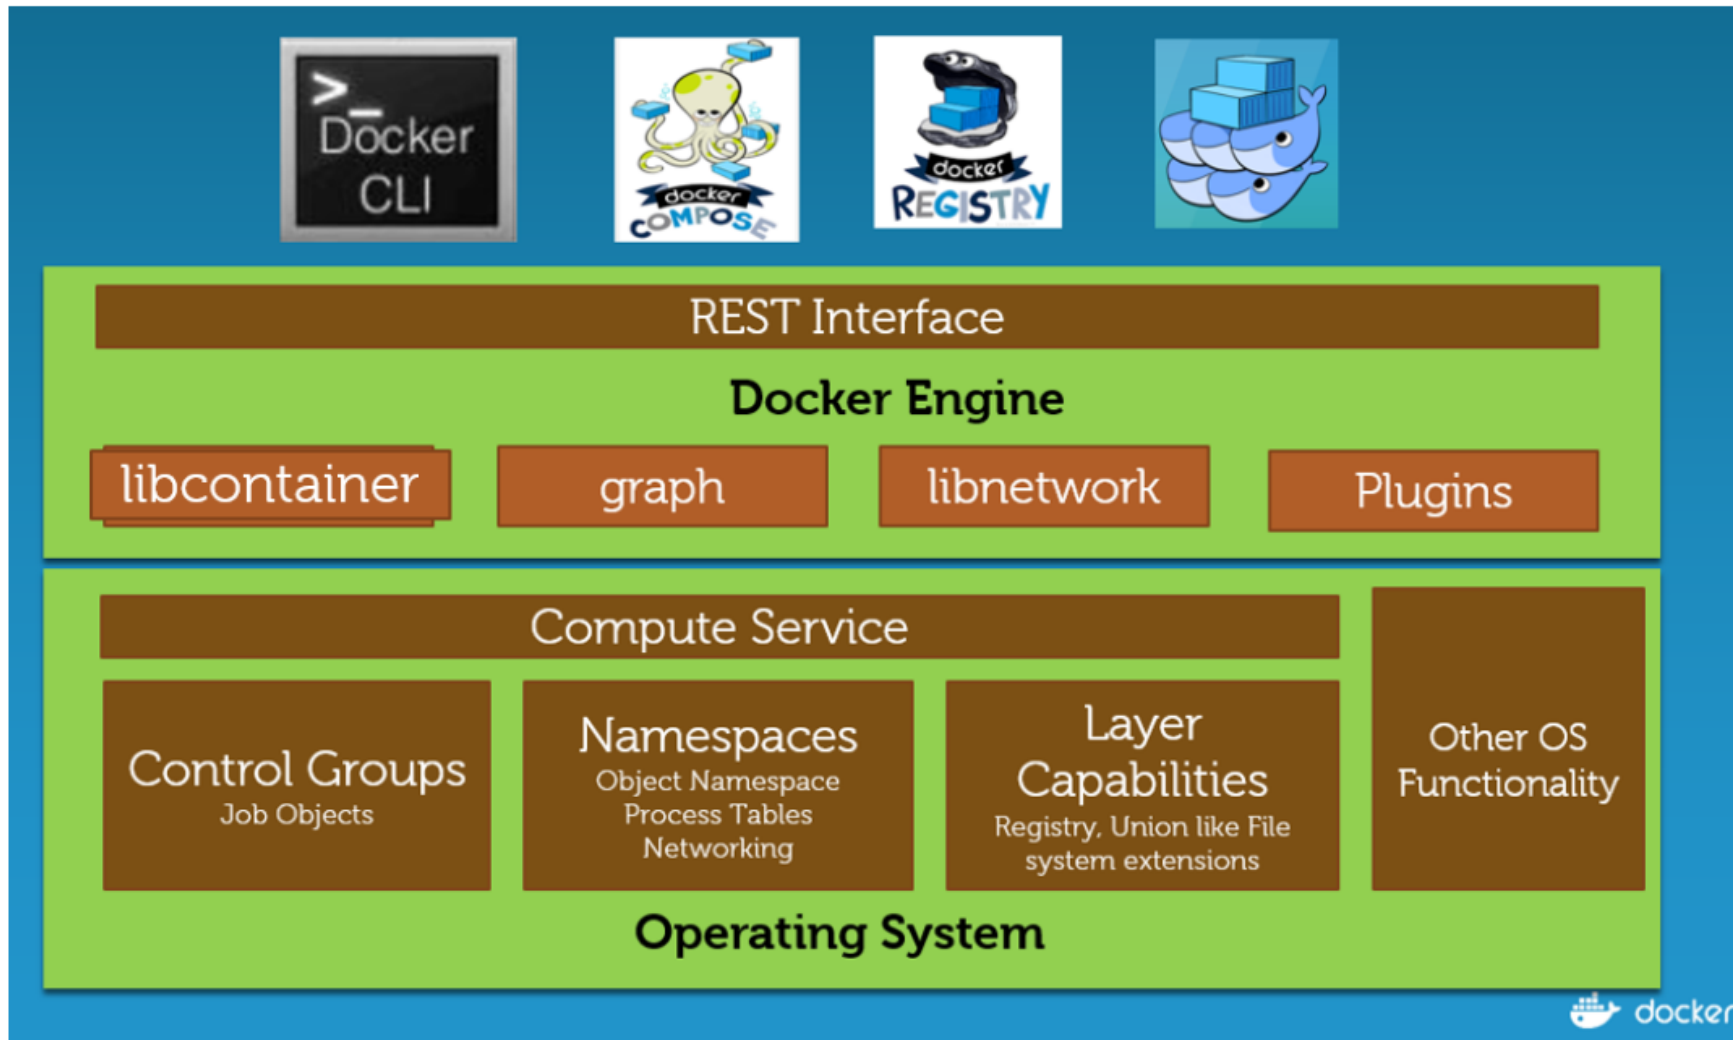 >_
Docker
CLI
docker
COMPOSE
docker
REGISTRY
REST Interface
Docker Engine
libcontainer
graph
libnetwork
Plugins
Compute Service
Control Groups
Job Objects
Namespaces
Object Namespace
Process Tables
Networking
Layer
Capabilities
Registry, Union like File
system extensions
Other OS
Functionality
Operating System
docker